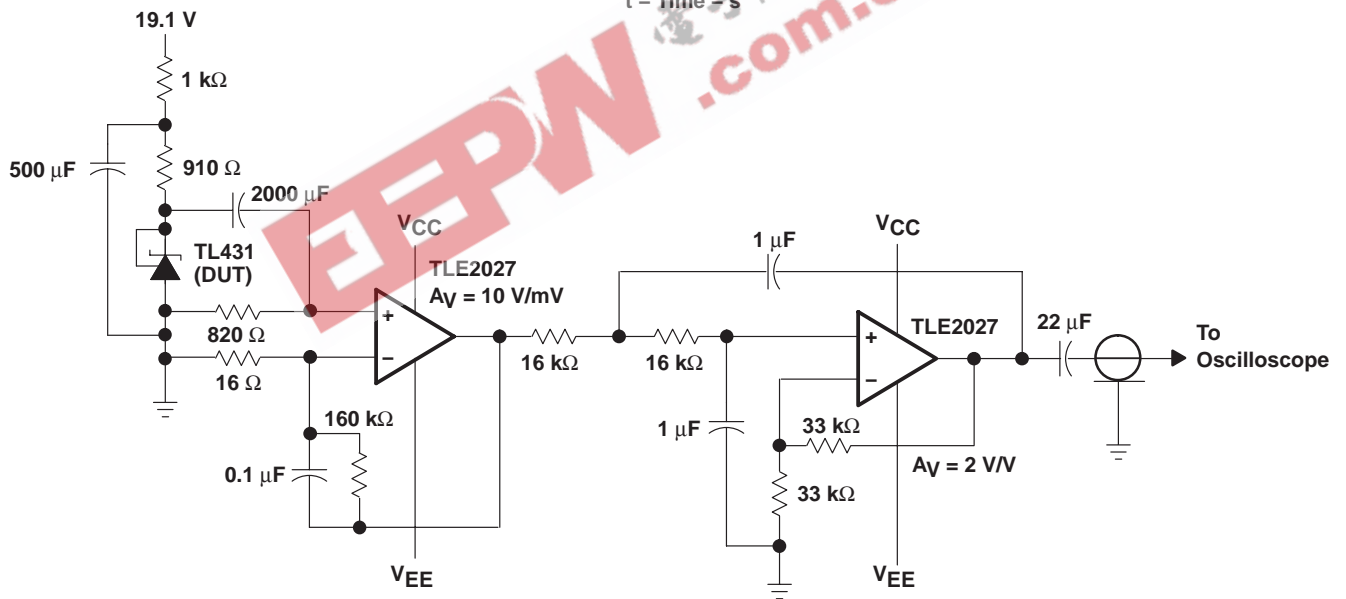 t – Time – s
19.1 V
1 kΩ
500 μF
910 Ω
2000 μF
TL431
(DUT)
820 Ω
16 Ω
160 kΩ
0.1 μF
VCC
TLE2027
AV = 10 V/mV
+
–
VEE
16 kΩ
16 kΩ
1 μF
1 μF
VCC
TLE2027
+
–
33 kΩ
33 kΩ
AV = 2 V/V
VEE
22 μF
To
Oscilloscope
EEPW
.com.c